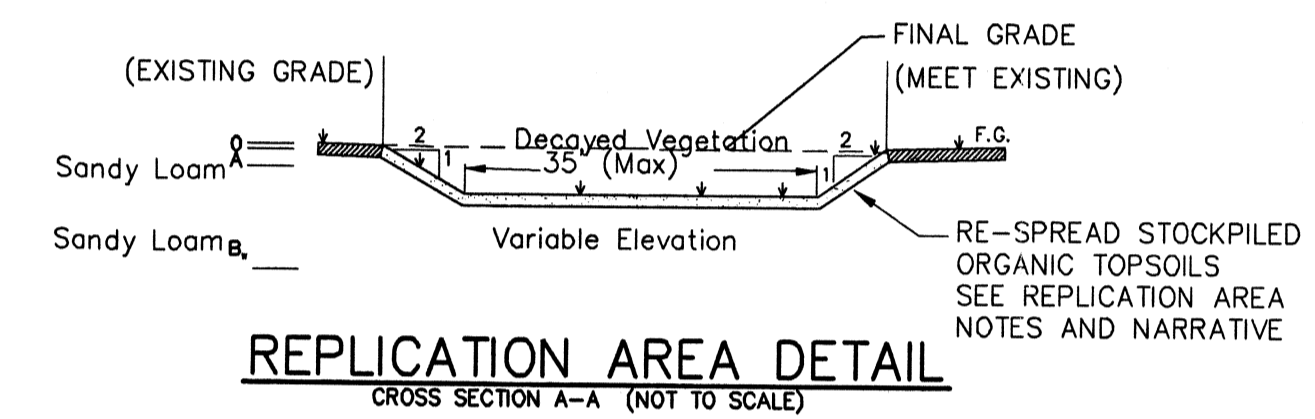 FINAL GRADE
(EXISTING GRADE)
(MEET EXISTING)
2 Decayed Vegetation 2 F.G.
O
A
Sandy Loam
1 35' (Max) 1
Sandy Loam B.
Variable Elevation
RE-SPREAD STOCKPILED
ORGANIC TOPSOILS
SEE REPLICATION AREA
NOTES AND NARRATIVE
REPLICATION AREA DETAIL
CROSS SECTION A-A (NOT TO SCALE)